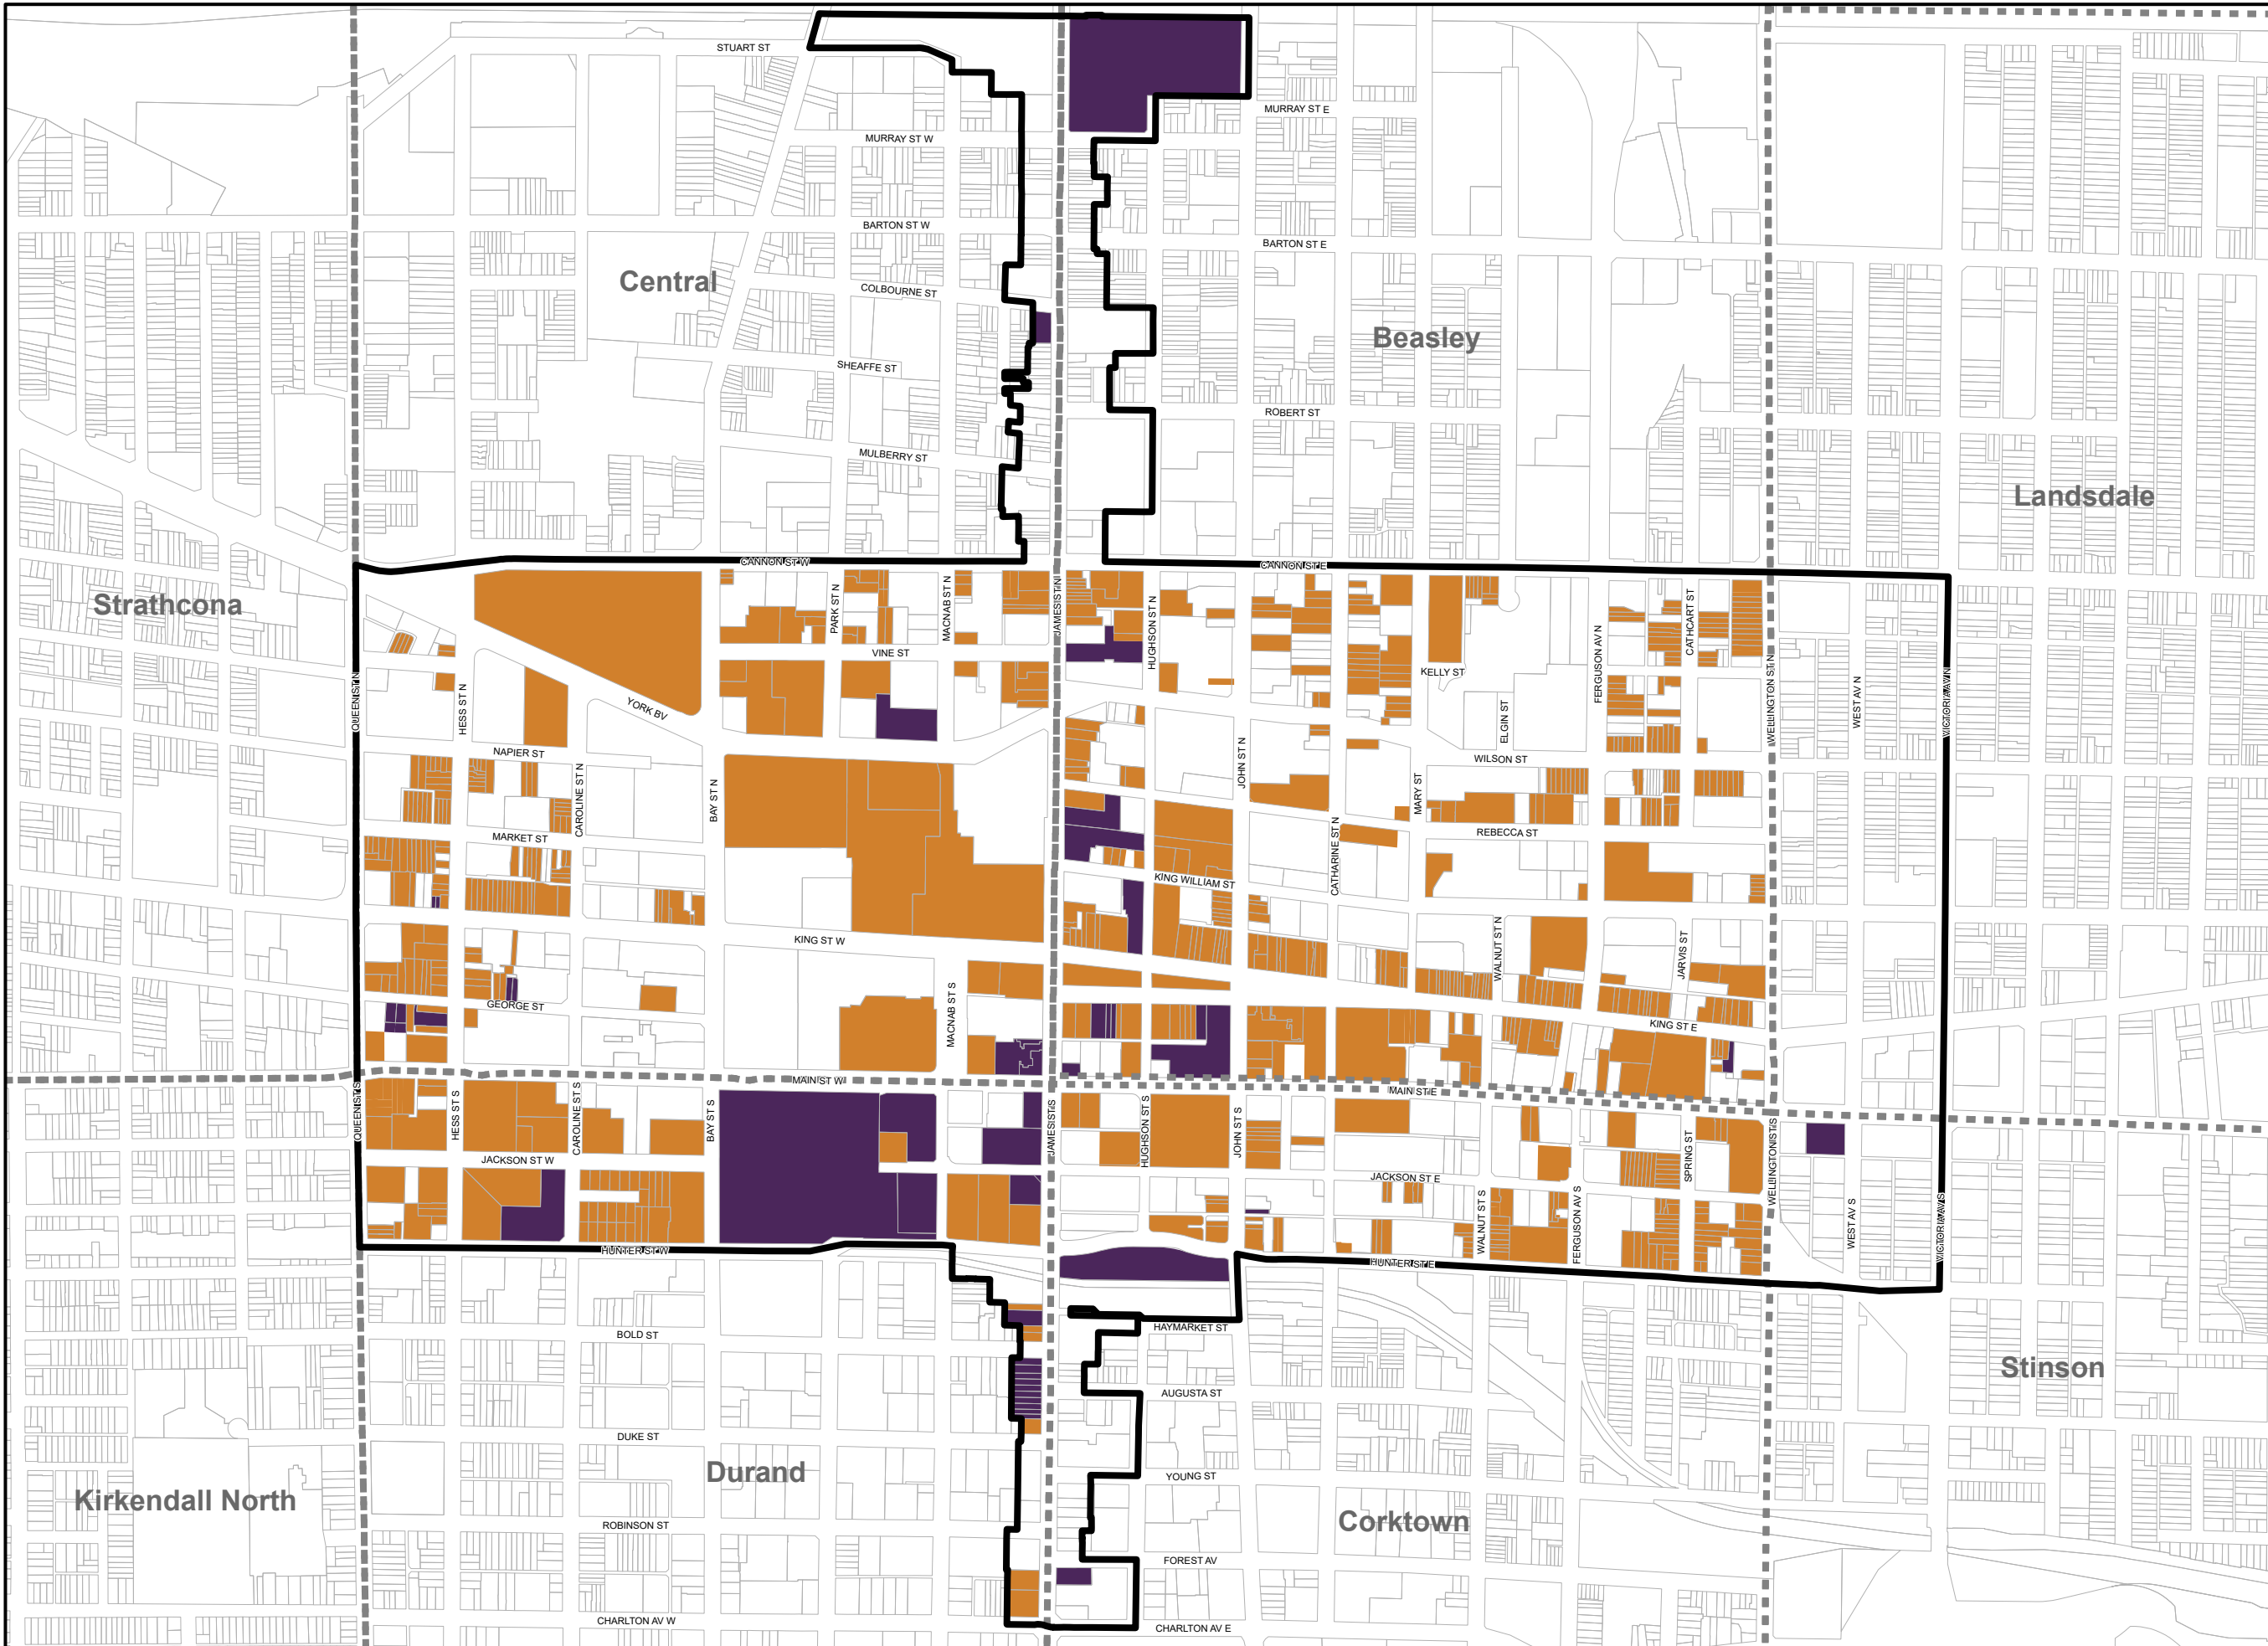 STUART ST
MURRAY ST E
MURRAY ST W
BARTON ST W
BARTON ST E
Central
COLBOURNE ST
Beasley
SHEAFFE ST
ROBERT ST
MULBERRY ST
Landsdale
CANNON ST W
CANNON ST E
Strathcona
PARK ST N
MACNAB ST N
JAMES ST N
HUGHSON ST N
CATHCART ST
FERGUSON AV N
VINE ST
KELLY ST
QUEEN ST N
HESS ST N
YORK BV
ELGIN ST
WELLINGTON ST N
WEST AV N
VICTORIA AV N
NAPIER ST
WILSON ST
CAROLINE ST N
BAY ST N
JOHN ST N
MARY ST
MARKET ST
REBECCA ST
CATHARINE ST N
KING WILLIAM ST
KING ST W
WALNUT ST N
JARVIS ST
GEORGE ST
MACNAB ST S
KING ST E
MAIN ST W
MAIN ST E
QUEEN ST S
HESS ST S
CAROLINE ST S
BAY ST S
JAMES ST S
HUGHSON ST S
JOHN ST S
SPRING ST
WELLINGTON ST S
JACKSON ST W
JACKSON ST E
WALNUT ST S
FERGUSON AV S
WEST AV S
VICTORIA AV S
HUNTER ST W
HUNTER ST E
HAYMARKET ST
BOLD ST
Stinson
AUGUSTA ST
DUKE ST
Durand
YOUNG ST
Kirkendall North
ROBINSON ST
Corktown
FOREST AV
CHARLTON AV W
CHARLTON AV E